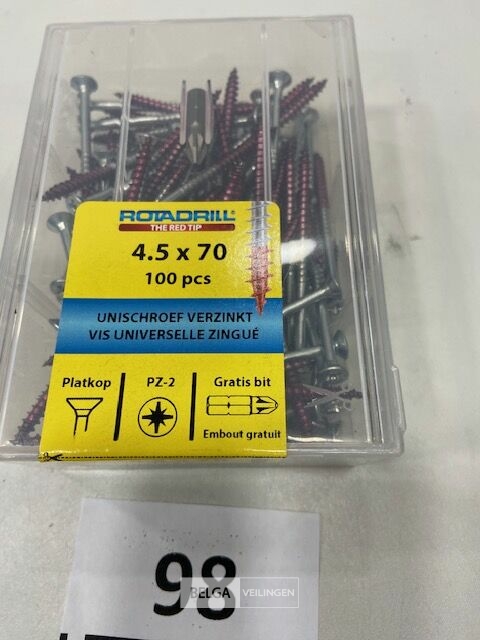 ROTADRILL®
THE RED TIP
4.5 x 70
100 pcs
UNISCHROEF VERZINKT
VIS UNIVERSELLE ZINGUÉ
Platkop
PZ-2
Gratis bit
Embout gratuit
98
BELGA VEILINGEN